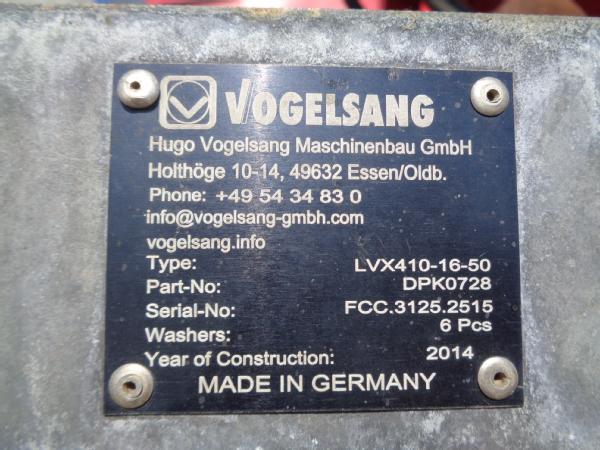 VOGELSANG
Hugo Vogelsang Maschinenbau GmbH
Holthöge 10-14, 49632 Essen/Oldb.
Phone: +49 54 34 83 0
info@vogelsang-gmbh.com
vogelsang.info
Type: LVX410-16-50
Part-No: DPK0728
Serial-No: FCC.3125.2515
Washers: 6 Pcs
Year of Construction: 2014
MADE IN GERMANY